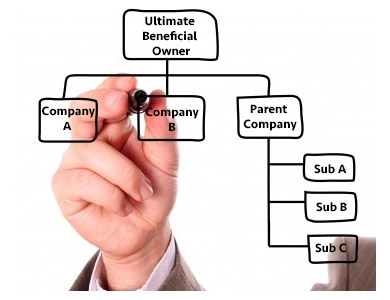 Ultimate
Beneficial
Owner
Company
A
Company
B
Parent
Company
Sub A
Sub B
Sub C